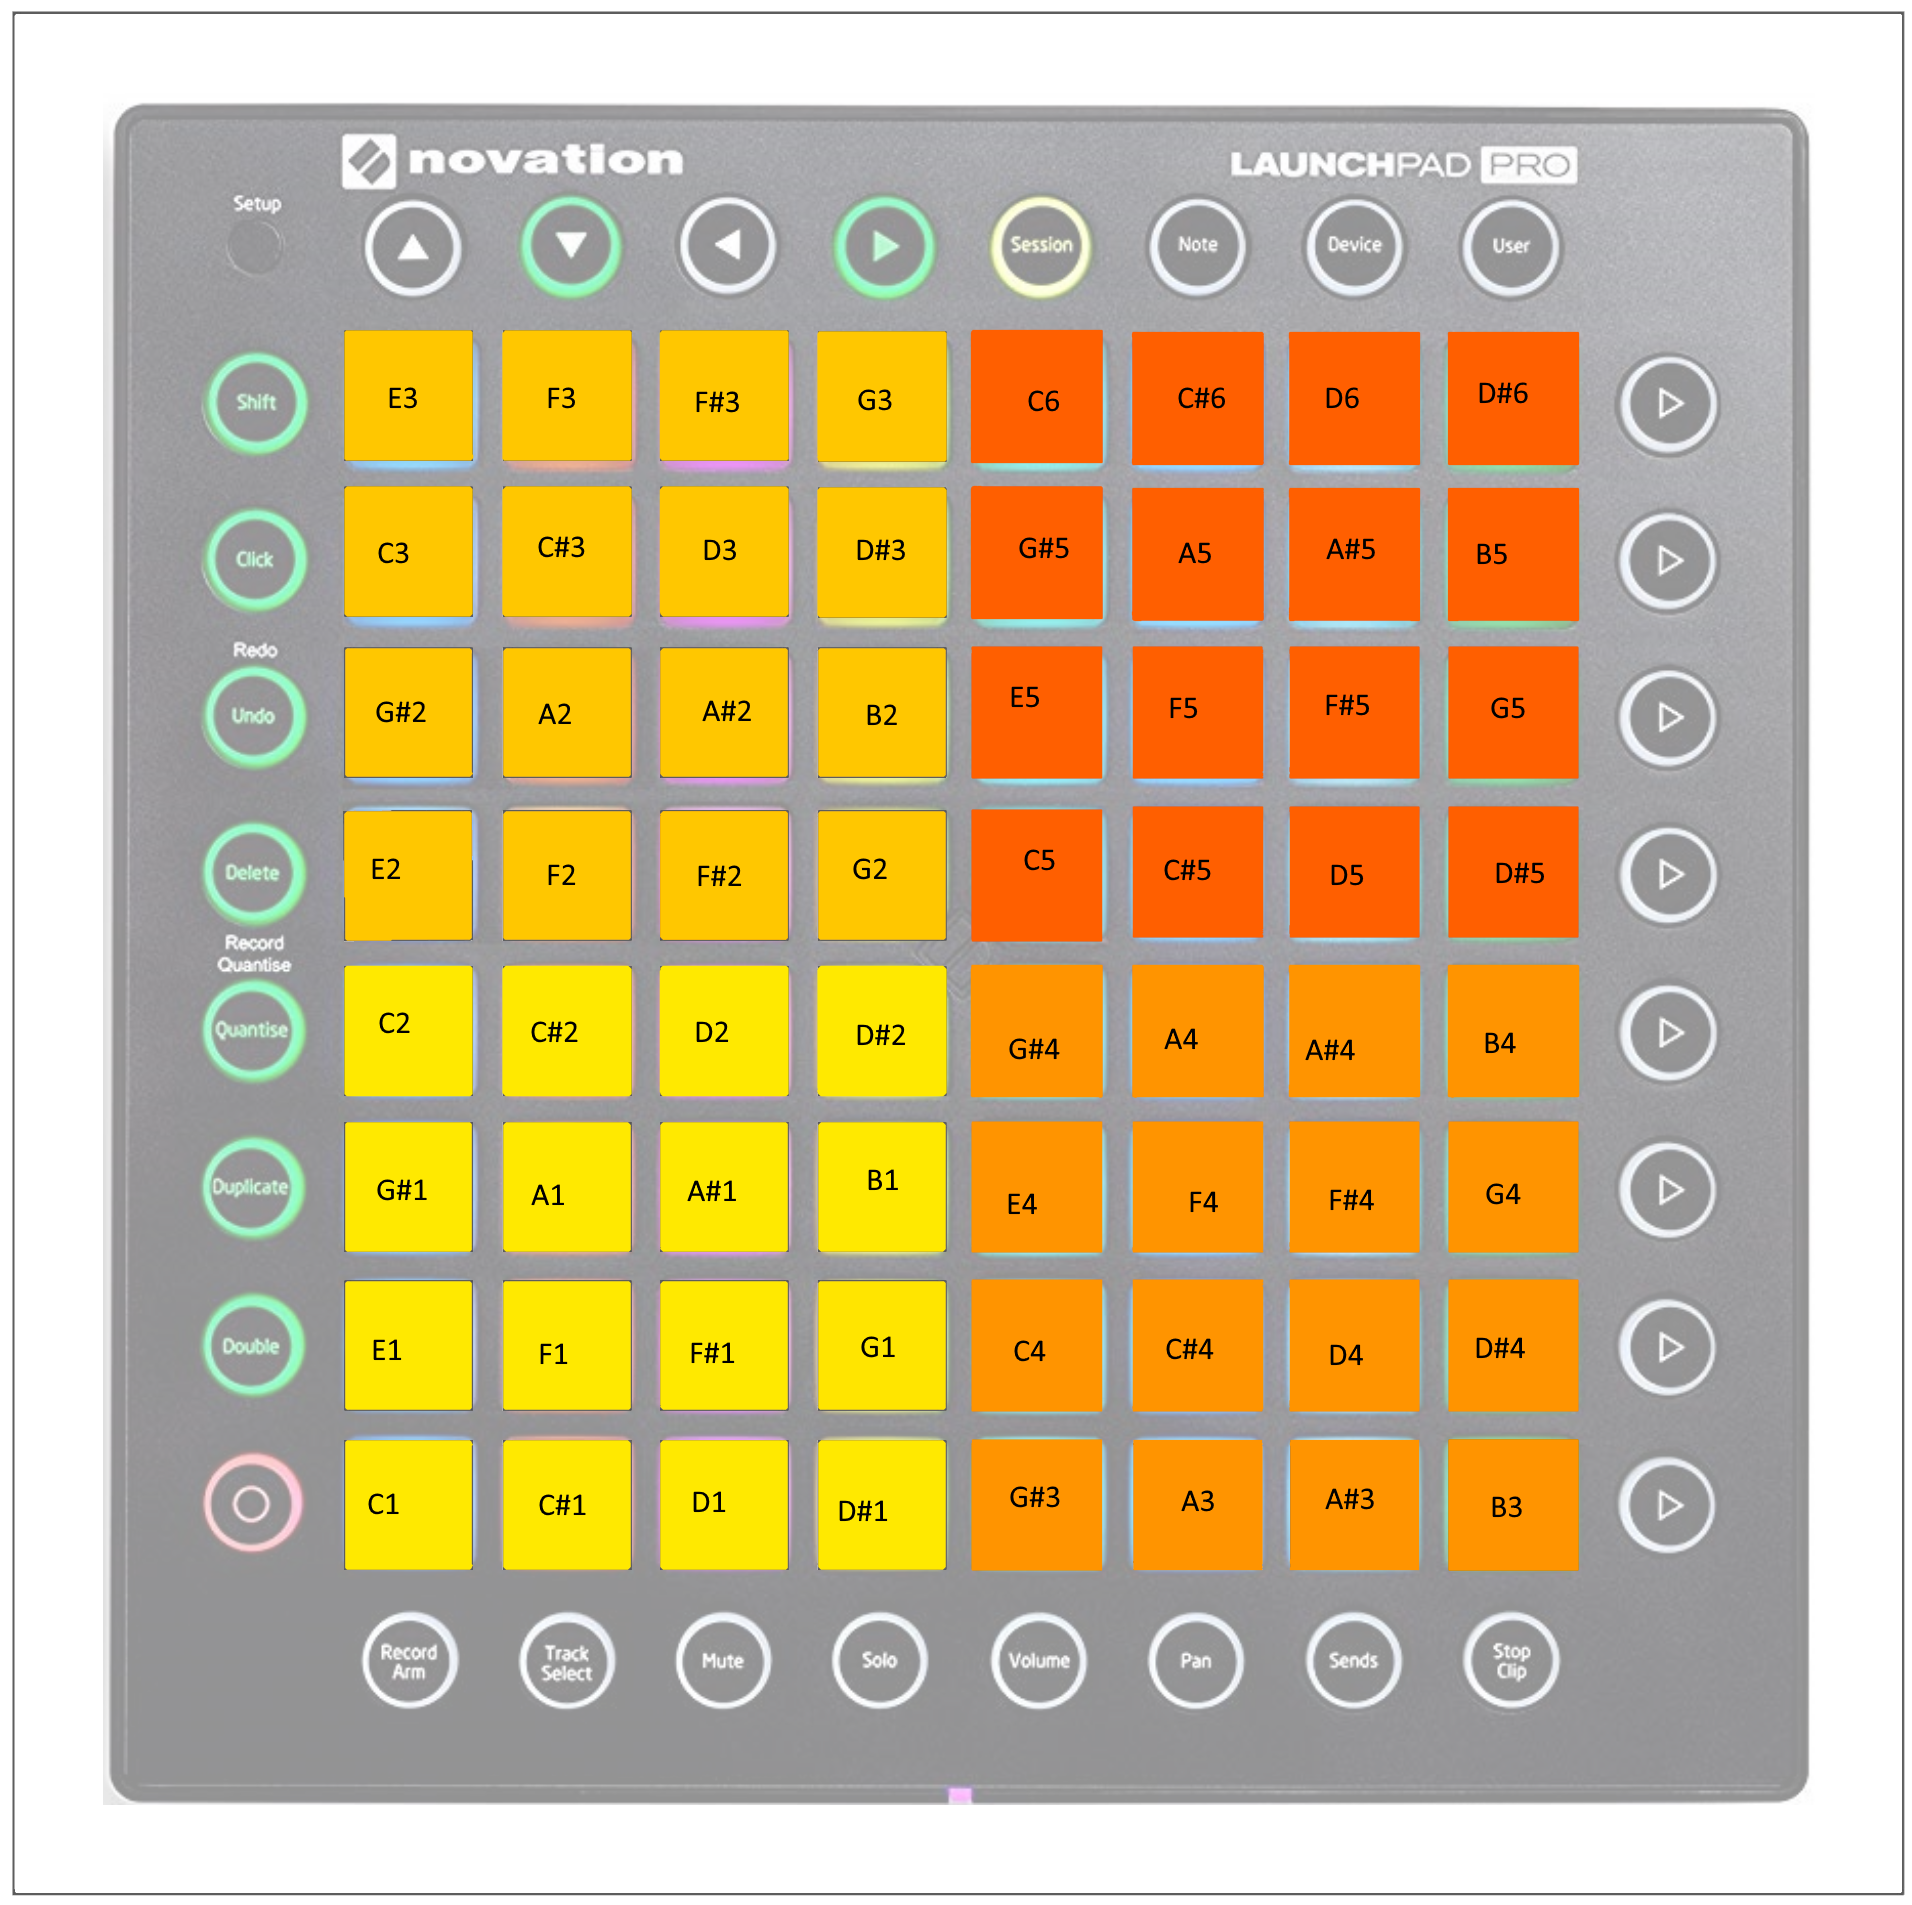 novation
LAUNCHPAD PRO
Setup
Session
Note
Device
User
Shift
E3 F3 F#3 G3 C6 C#6 D6 D#6
Click
C3 C#3 D3 D#3 G#5 A5 A#5 B5
Redo
Undo
G#2 A2 A#2 B2 E5 F5 F#5 G5
Delete
E2 F2 F#2 G2 C5 C#5 D5 D#5
Record
Quantise
Quantise
C2 C#2 D2 D#2 G#4 A4 A#4 B4
Duplicate
G#1 A1 A#1 B1 E4 F4 F#4 G4
Double
E1 F1 F#1 G1 C4 C#4 D4 D#4
C1 C#1 D1 D#1 G#3 A3 A#3 B3
Record
Arm
Track
Select
Mute
Solo
Volume
Pan
Sends
Stop
Clip